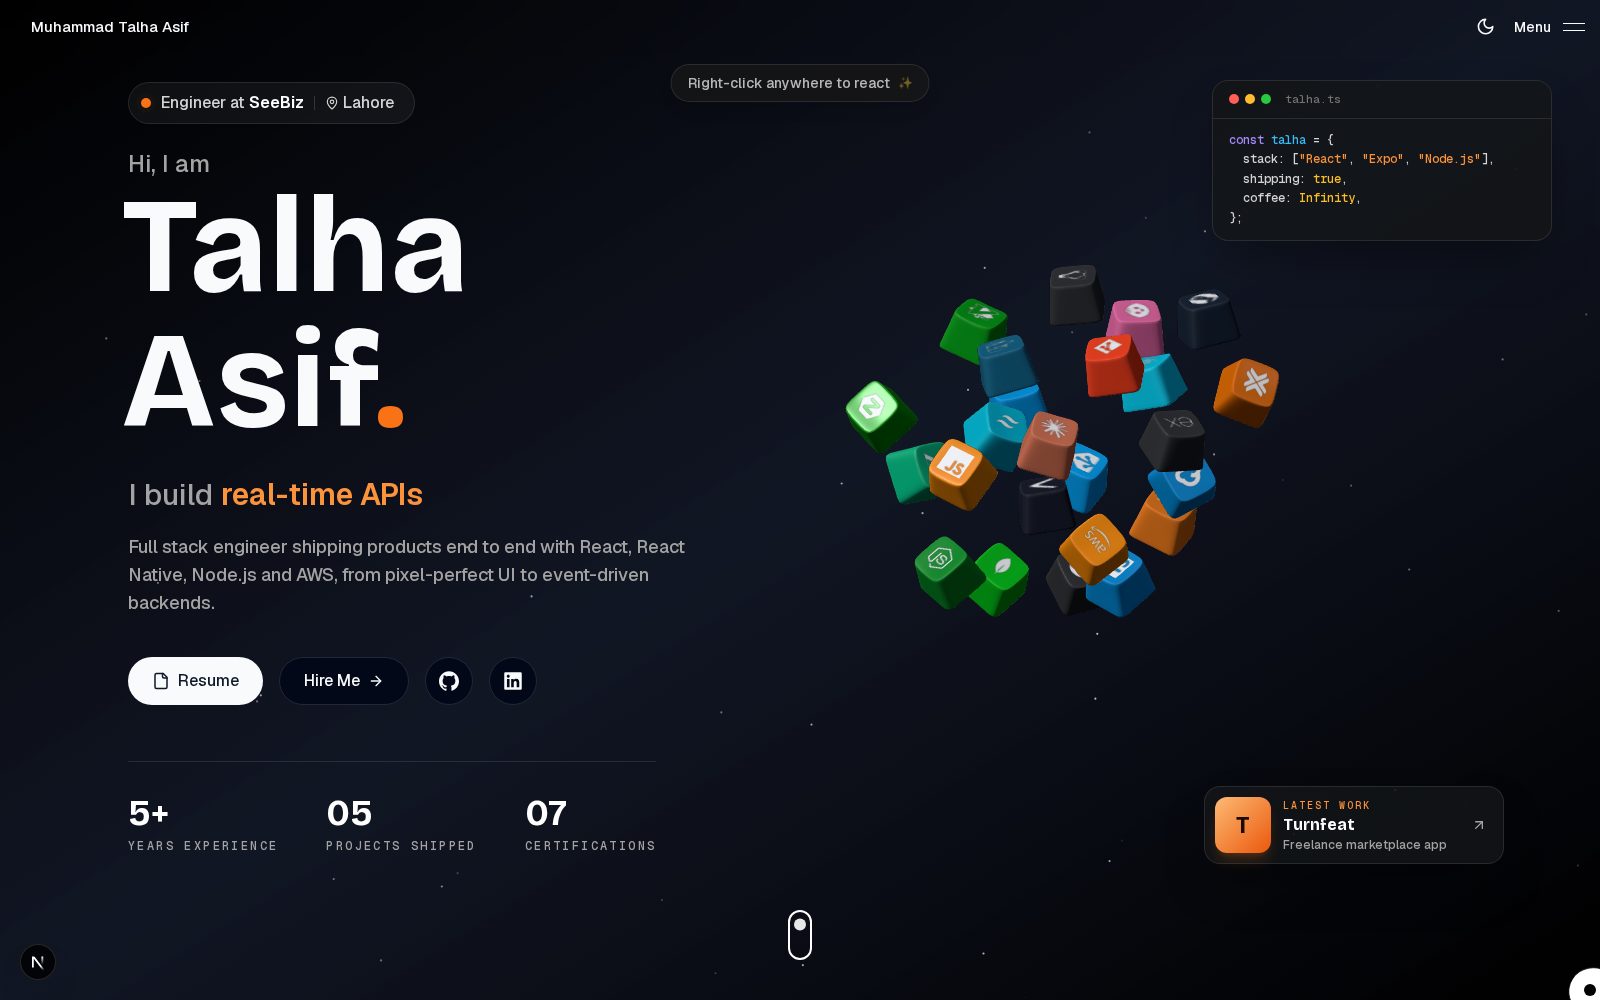 Muhammad Talha Asif
Menu
Right-click anywhere to react ✨
Engineer at SeeBiz
Lahore
talha.ts
const talha = {
stack: ["React", "Expo", "Node.js"],
shipping: true,
coffee: Infinity,
};
Hi, I am
Talha
Asif.
I build real-time APIs
Full stack engineer shipping products end to end with React, React
Native, Node.js and AWS, from pixel-perfect UI to event-driven
backends.
JS
JS
aws
Resume
Hire Me →
5+
YEARS EXPERIENCE
05
PROJECTS SHIPPED
07
CERTIFICATIONS
T
LATEST WORK
Turnfeat
Freelance marketplace app
N